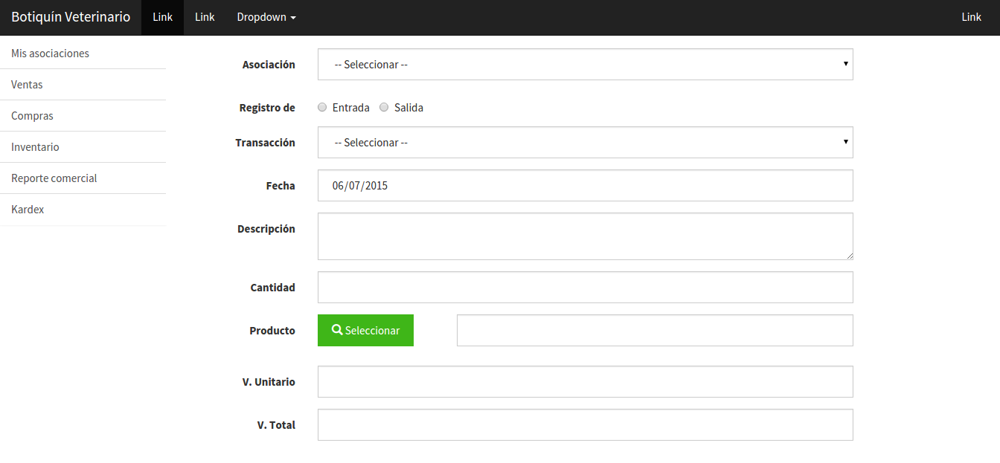 Botiquín Veterinario Link Link Dropdown Link
Mis asociaciones
Ventas
Compras
Inventario
Reporte comercial
Kardex
Asociación -- Seleccionar --
Registro de Entrada Salida
Transacción -- Seleccionar --
Fecha 06/07/2015
Descripción
Cantidad
Producto Seleccionar
V. Unitario
V. Total